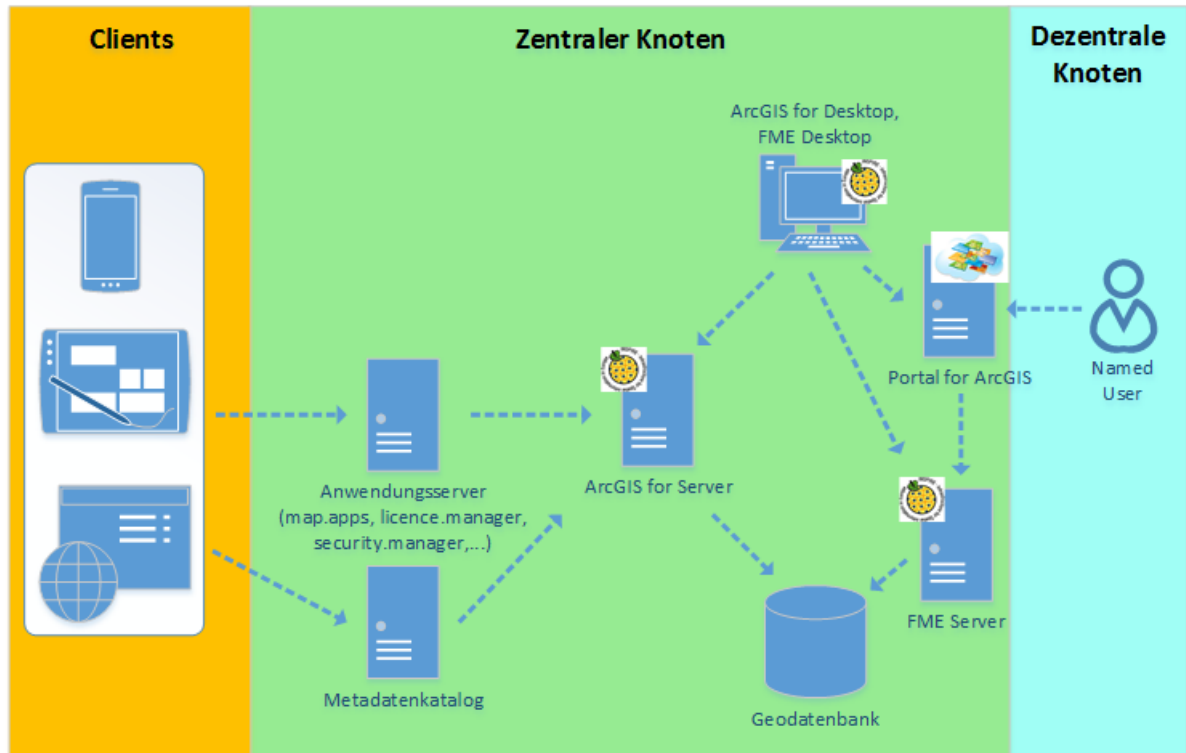 Clients
Zentraler Knoten
Dezentrale
Knoten
ArcGIS for Desktop,
FME Desktop
Portal for ArcGIS
Named
User
Anwendungsserver
(map.apps, licence.manager,
security.manager,...)
ArcGIS for Server
FME Server
Metadatenkatalog
Geodatenbank